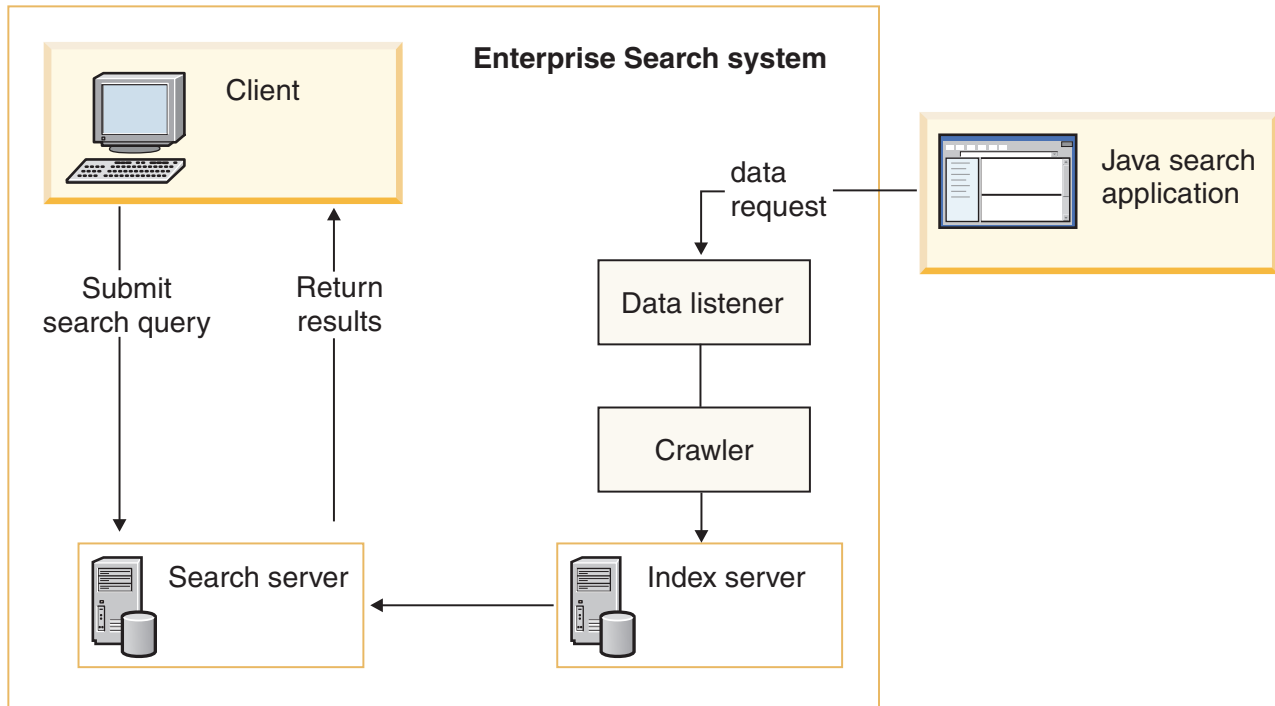 Enterprise Search system
Client
Java search
application
data
request
Submit
search query
Return
results
Data listener
Crawler
Search server
Index server